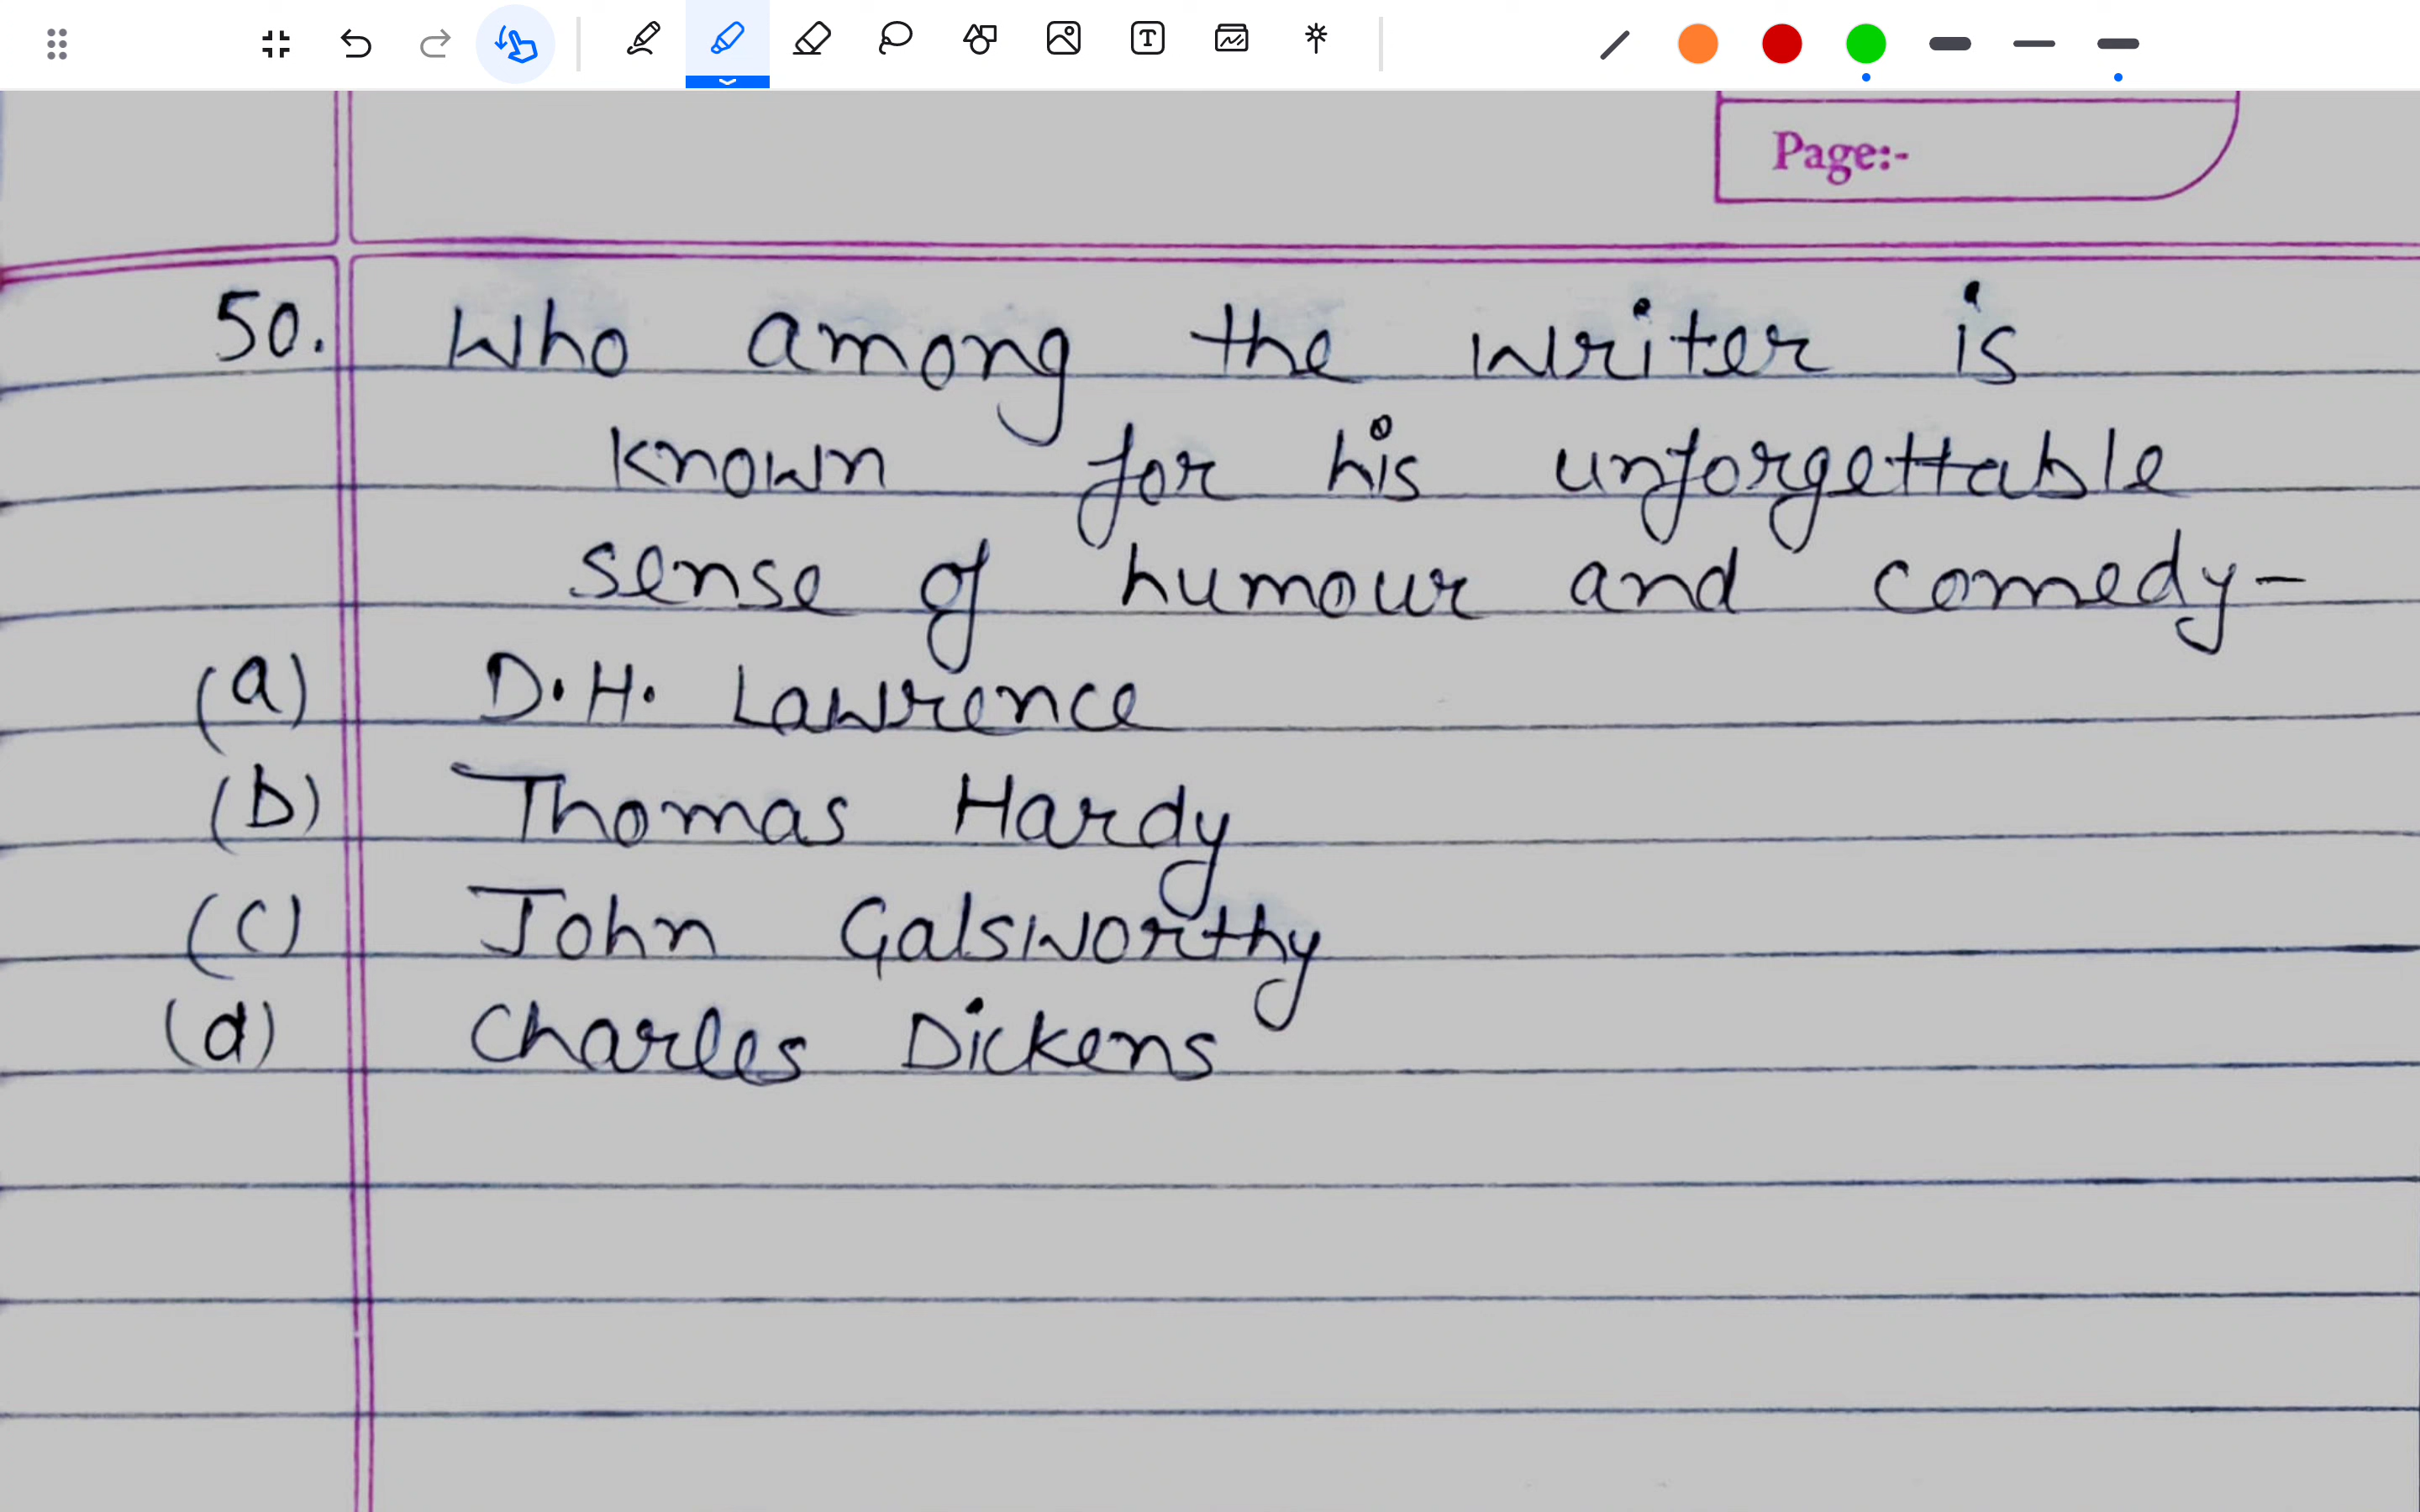 Page:-
50. Who among the writer is
known for his unforgettable
sense of humour and comedy-
(a) D.H. Lawrence
(b) Thomas Hardy
(c) John Galsworthy
(d) Charles Dickens